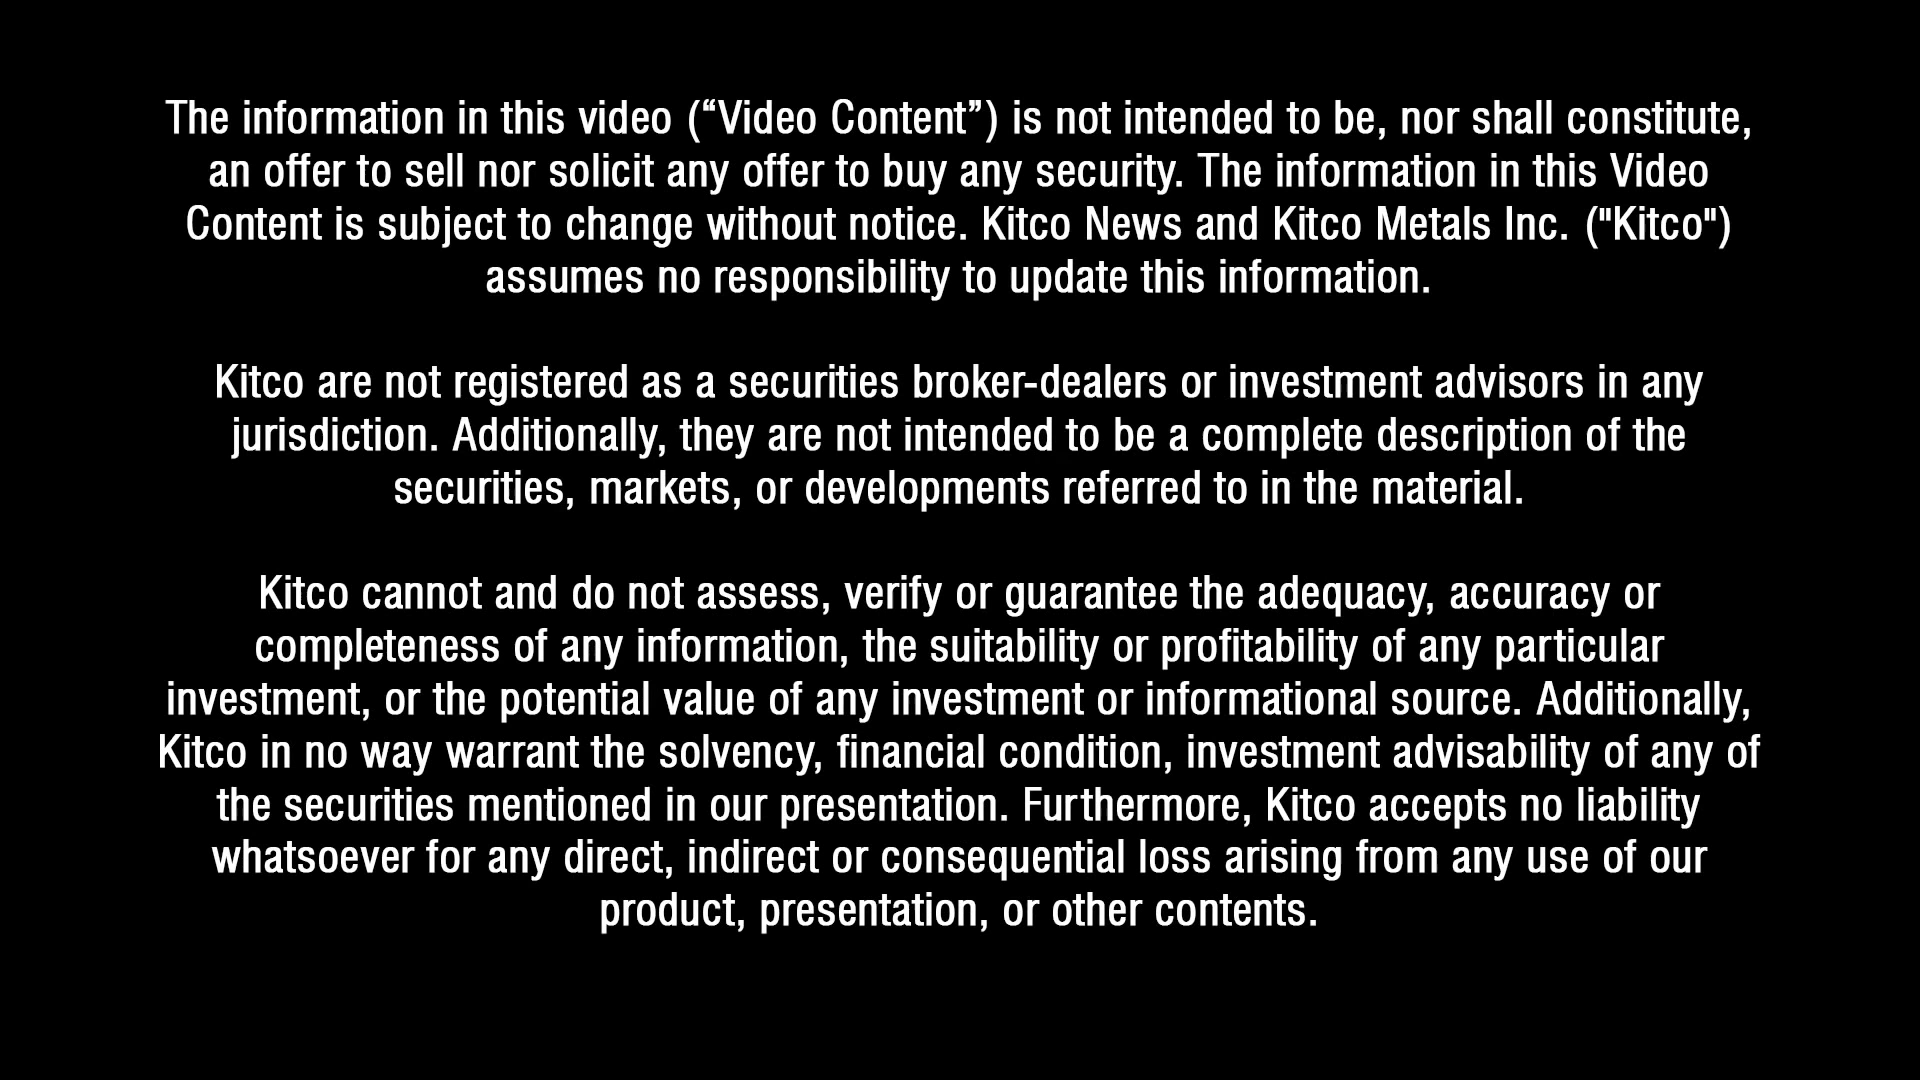 The information in this video (“Video Content”) is not intended to be, nor shall constitute,
an offer to sell nor solicit any offer to buy any security. The information in this Video
Content is subject to change without notice. Kitco News and Kitco Metals Inc. ("Kitco")
assumes no responsibility to update this information.
Kitco are not registered as a securities broker-dealers or investment advisors in any
jurisdiction. Additionally, they are not intended to be a complete description of the
securities, markets, or developments referred to in the material.
Kitco cannot and do not assess, verify or guarantee the adequacy, accuracy or
completeness of any information, the suitability or profitability of any particular
investment, or the potential value of any investment or informational source. Additionally,
Kitco in no way warrant the solvency, financial condition, investment advisability of any of
the securities mentioned in our presentation. Furthermore, Kitco accepts no liability
whatsoever for any direct, indirect or consequential loss arising from any use of our
product, presentation, or other contents.